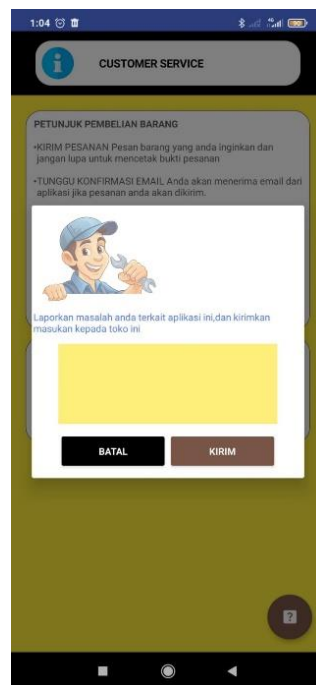 1:04
CUSTOMER SERVICE
PETUNJUK PEMBELIAN BARANG
•KIRIM PESANAN Pesan barang yang anda inginkan dan
jangan lupa untuk mencetak bukti pesanan
•TUNGGU KONFIRMASI EMAIL Anda akan menerima email dari
aplikasi jika pesanan anda akan dikirim.
Laporkan masalah anda terkait aplikasi ini,dan kirimkan
masukan kepada toko ini
BATAL
KIRIM